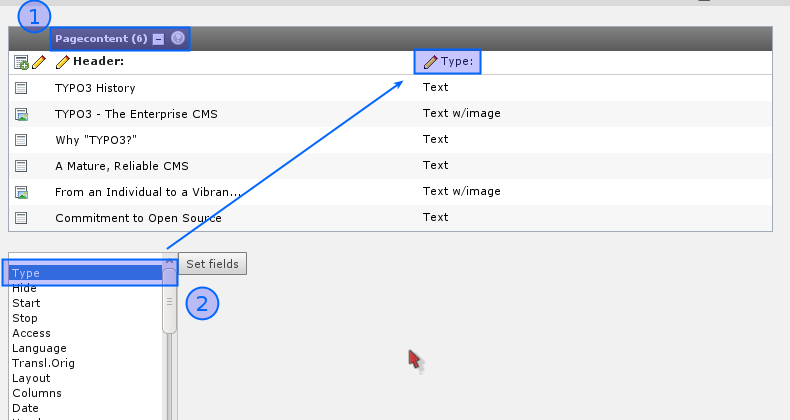 1
Pagecontent (6)
Header: Type:
TYPO3 History Text
TYPO3 - The Enterprise CMS Text w/image
Why "TYPO3?" Text
A Mature, Reliable CMS Text
From an Individual to a Vibran... Text w/image
Commitment to Open Source Text
Set fields
Type
Hide
2
Start
Stop
Access
Language
Transl.Orig
Layout
Columns
Date